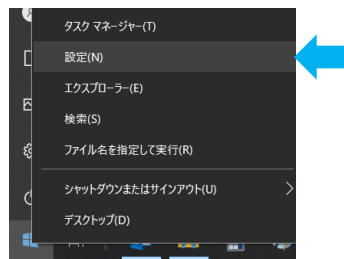 タスク マネージャー(T)
設定(N)
エクスプローラー(E)
検索(S)
ファイル名を指定して実行(R)
シャットダウンまたはサインアウト(U)
デスクトップ(D)